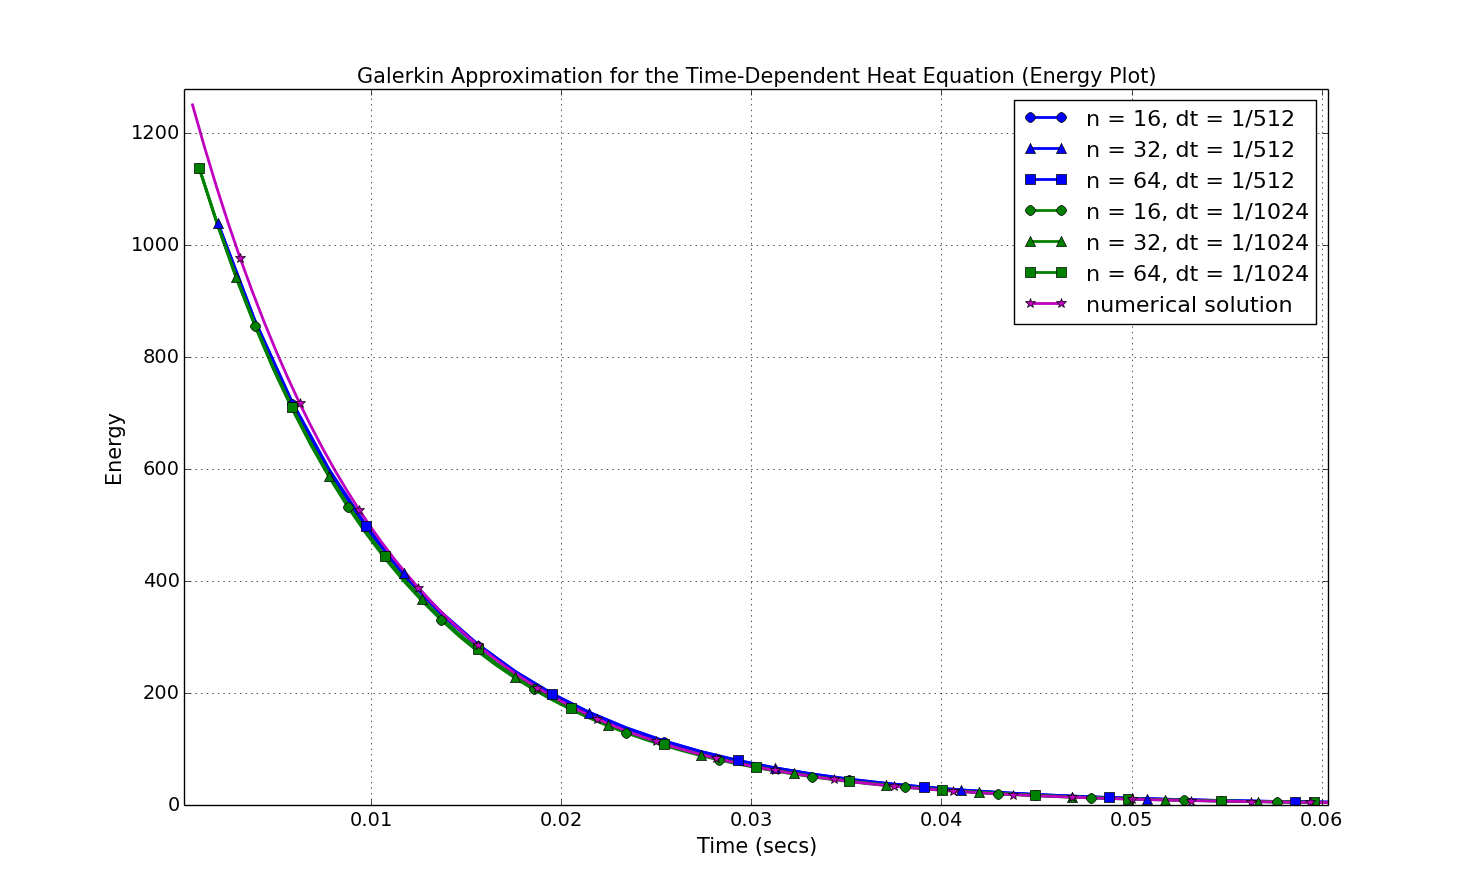 Galerkin Approximation for the Time-Dependent Heat Equation (Energy Plot)
n = 16, dt = 1/512
n = 32, dt = 1/512
n = 64, dt = 1/512
n = 16, dt = 1/1024
n = 32, dt = 1/1024
n = 64, dt = 1/1024
numerical solution
1200
1000
800
600
400
200
0
Energy
0.01 0.02 0.03 0.04 0.05 0.06
Time (secs)